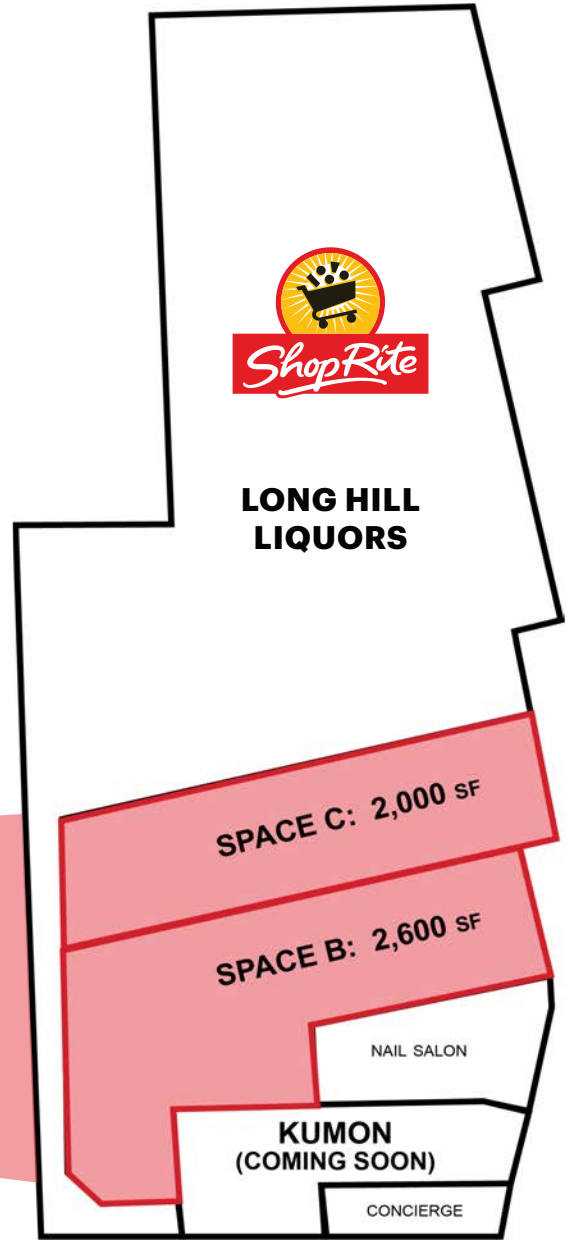 ShopRite
LONG HILL
LIQUORS
SPACE C: 2,000 SF
SPACE B: 2,600 SF
NAIL SALON
KUMON
(COMING SOON)
CONCIERGE